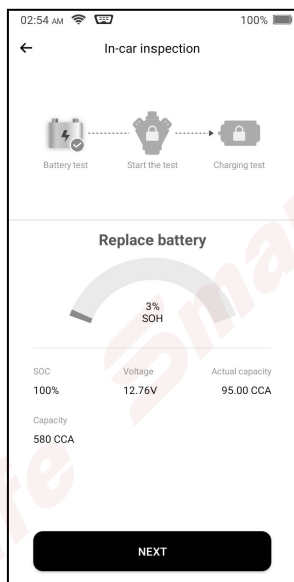 02:54 AM 100%
In-car inspection
Battery test Start the test Charging test
Replace battery
3%
SOH
SOC Voltage Actual capacity
100% 12.76V 95.00 CCA
Capacity
580 CCA
NEXT